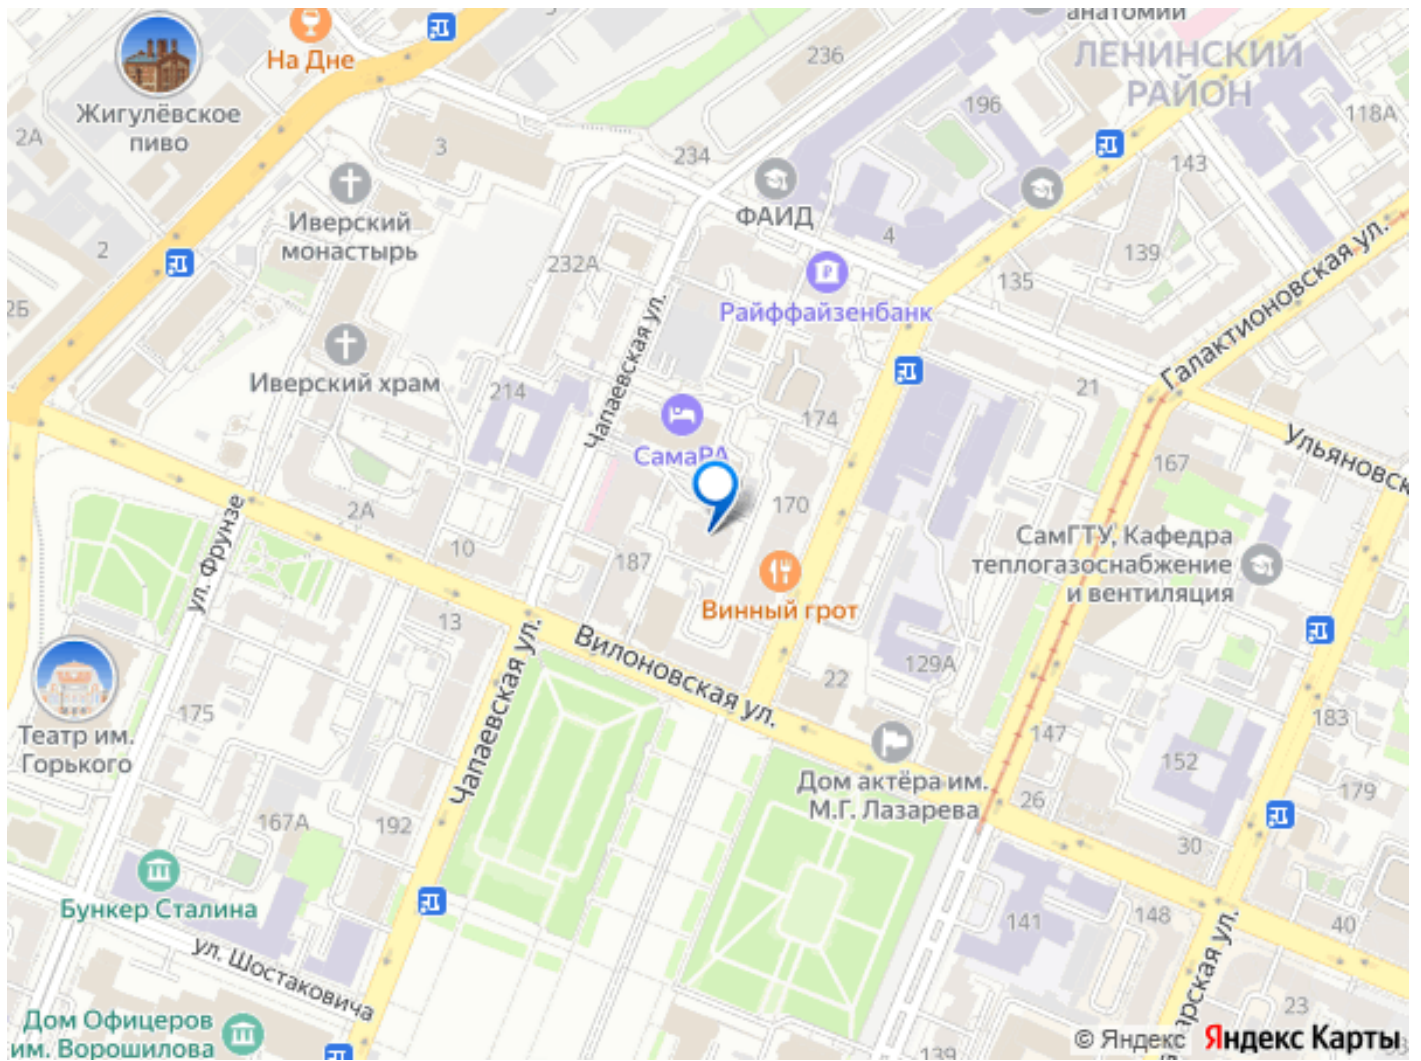 анатомии
ЛЕНИНСКИЙ
РАЙОН
На Дне
236
196
118А
Жигулёвское
пиво
2А
3
234
143
Иверский
монастырь
ФАИД
4
139
2
232А
135
Райффайзенбанк
Галактионовская ул.
Чапаевская ул.
Иверский храм
214
21
174
СамаРА
Ульяновск
167
170
2А
СамГТУ, Кафедра
теплогазоснабжение
и вентиляция
ул. Фрунзе
10
187
Винный грот
13
Вилоновская ул.
129А
22
Чапаевская ул.
175
183
Театр им.
Горького
147
152
Дом актёра им.
М.Г. Лазарева
179
26
167А
192
30
Бункер Сталина
141
148
40
ул. Шостаковича
арская ул.
23
Дом Офицеров
им. Ворошилова
139
© Яндекс Яндекс Карты